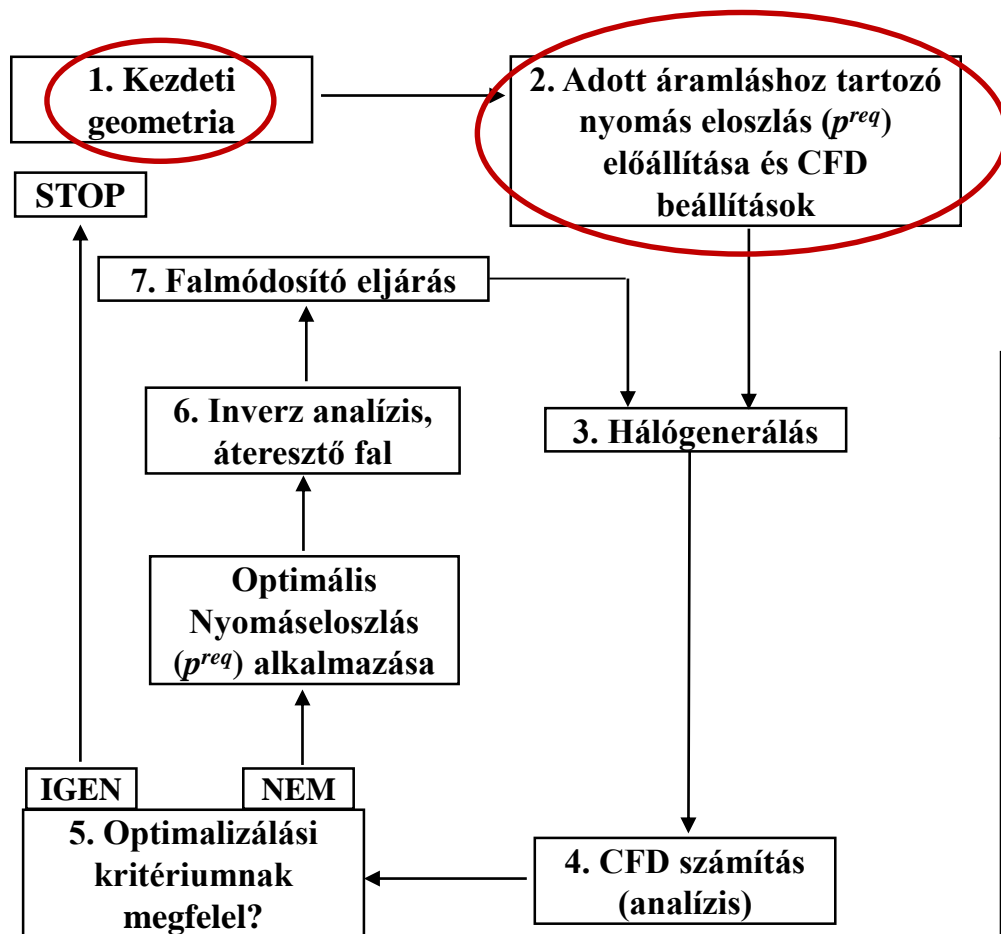 1. Kezdeti
geometria
2. Adott áramláshoz tartozó
nyomás eloszlás (p^req)
előállítása és CFD
beállítások
STOP
7. Falmódosító eljárás
6. Inverz analízis,
áteresztő fal
3. Hálógenerálás
Optimális
Nyomáseloszlás
(p^req) alkalmazása
IGEN
NEM
5. Optimalizálási
kritériumnak
megfelel?
4. CFD számítás
(analízis)